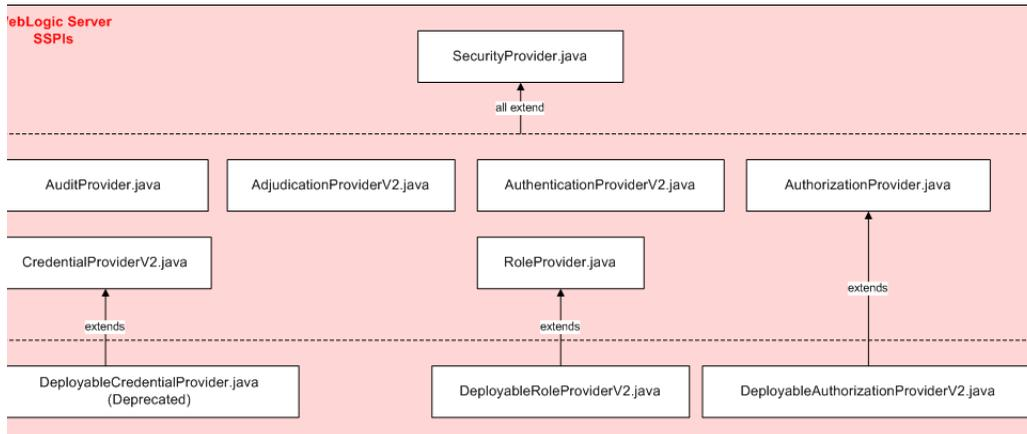 ebLogic Server
SSPIs
SecurityProvider.java
all extend
AuditProvider.java
AdjudicationProviderV2.java
AuthenticationProviderV2.java
AuthorizationProvider.java
CredentialProviderV2.java
RoleProvider.java
extends
extends
extends
DeployableCredentialProvider.java
(Deprecated)
DeployableRoleProviderV2.java
DeployableAuthorizationProviderV2.java